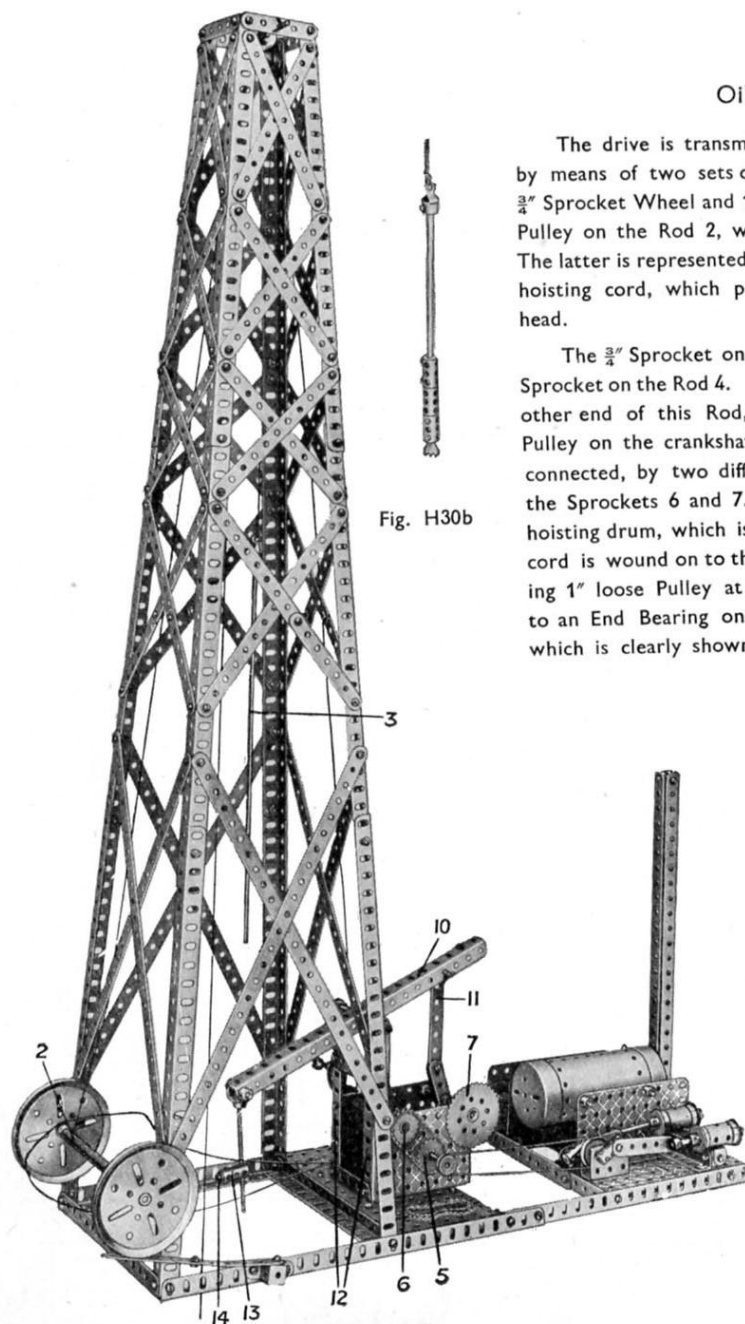 Oi
The drive is transm
by means of two sets o
¾″ Sprocket Wheel and 1
Pulley on the Rod 2, w
The latter is represented
hoisting cord, which p
head.
The ¾″ Sprocket on
Sprocket on the Rod 4.
other end of this Rod,
Pulley on the cranksha
connected, by two diff
the Sprockets 6 and 7.
hoisting drum, which is
cord is wound on to th
ing 1″ loose Pulley at
to an End Bearing on
which is clearly shown
Fig. H30b
3
10
11
7
2
14
13
12
6
5